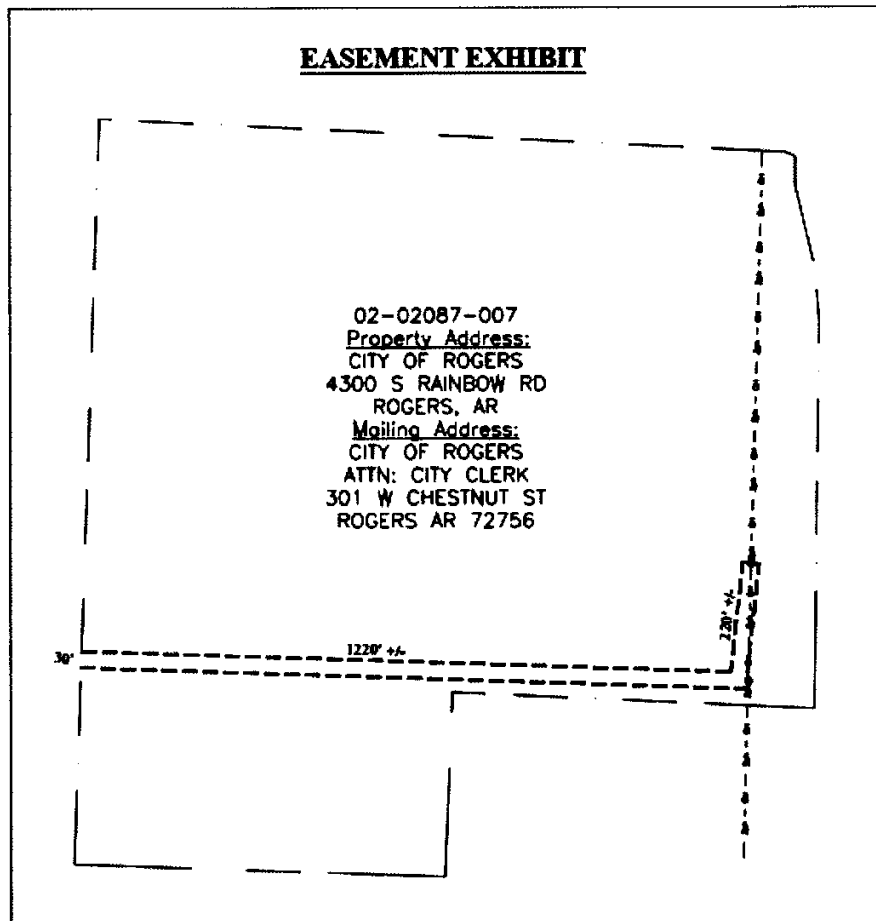 EASEMENT EXHIBIT
02-02087-007
Property Address:
CITY OF ROGERS
4300 S RAINBOW RD
ROGERS, AR
Mailing Address:
CITY OF ROGERS
ATTN: CITY CLERK
301 W CHESTNUT ST
ROGERS AR 72756
220' +/-
1220' +/-
30'